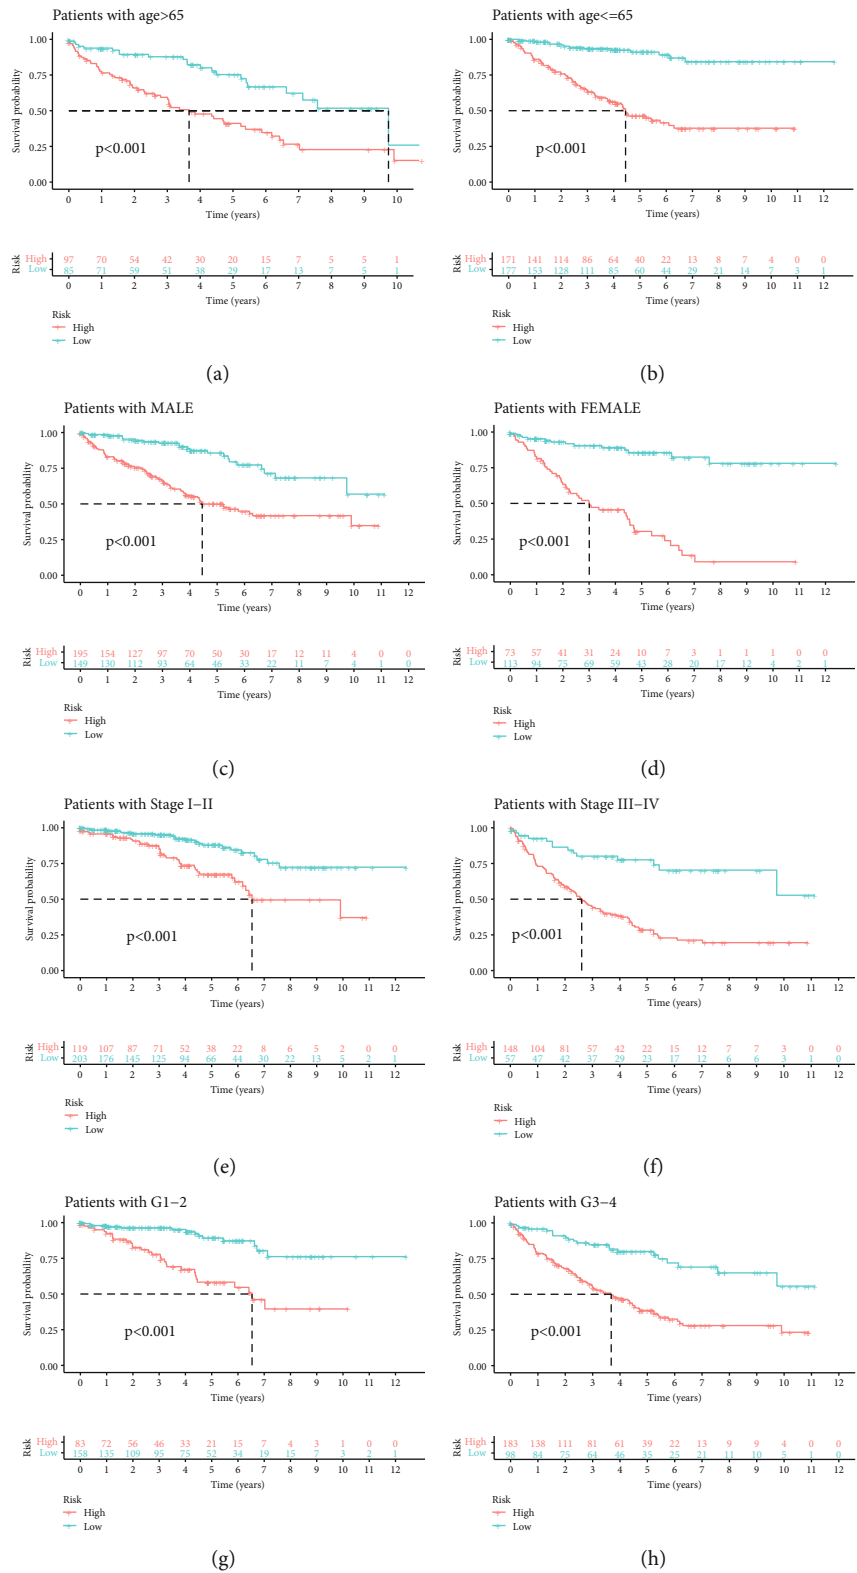 Patients with age>65
1.00
0.75
0.50
0.25
0.00
Survival probability
p<0.001
0 1 2 3 4 5 6 7 8 9 10
Time (years)
Risk
High 97 70 54 42 30 20 15 7 5 5 1
Low 85 71 59 51 38 29 17 13 7 5 1
0 1 2 3 4 5 6 7 8 9 10
Time (years)
Risk
High
Low
(a)
Patients with age<=65
1.00
0.75
0.50
0.25
0.00
Survival probability
p<0.001
0 1 2 3 4 5 6 7 8 9 10 11 12
Time (years)
Risk
High 171 141 114 86 64 40 22 13 8 7 4 0 0
Low 177 153 128 111 85 60 44 29 21 14 7 3 1
0 1 2 3 4 5 6 7 8 9 10 11 12
Time (years)
Risk
High
Low
(b)
Patients with MALE
1.00
0.75
0.50
0.25
0.00
Survival probability
p<0.001
0 1 2 3 4 5 6 7 8 9 10 11 12
Time (years)
Risk
High 195 154 127 97 70 50 30 17 12 11 4 0 0
Low 149 130 112 93 64 46 33 22 11 7 4 1 0
0 1 2 3 4 5 6 7 8 9 10 11 12
Time (years)
Risk
High
Low
(c)
Patients with FEMALE
1.00
0.75
0.50
0.25
0.00
Survival probability
p<0.001
0 1 2 3 4 5 6 7 8 9 10 11 12
Time (years)
Risk
High 73 57 41 31 24 10 7 3 1 1 1 0 0
Low 113 94 75 69 59 43 28 20 17 12 4 2 1
0 1 2 3 4 5 6 7 8 9 10 11 12
Time (years)
Risk
High
Low
(d)
Patients with Stage I−II
1.00
0.75
0.50
0.25
0.00
Survival probability
p<0.001
0 1 2 3 4 5 6 7 8 9 10 11 12
Time (years)
Risk
High 119 107 87 71 52 38 22 8 6 5 2 0 0
Low 203 176 145 125 94 66 44 30 22 13 5 2 1
0 1 2 3 4 5 6 7 8 9 10 11 12
Time (years)
Risk
High
Low
(e)
Patients with Stage III−IV
1.00
0.75
0.50
0.25
0.00
Survival probability
p<0.001
0 1 2 3 4 5 6 7 8 9 10 11 12
Time (years)
Risk
High 148 104 81 57 42 22 15 12 7 7 3 0 0
Low 57 47 42 37 29 23 17 12 6 6 3 1 0
0 1 2 3 4 5 6 7 8 9 10 11 12
Time (years)
Risk
High
Low
(f)
Patients with G1−2
1.00
0.75
0.50
0.25
0.00
Survival probability
p<0.001
0 1 2 3 4 5 6 7 8 9 10 11 12
Time (years)
Risk
High 83 72 56 46 33 21 15 7 4 3 1 0 0
Low 158 135 109 95 75 52 34 19 15 7 3 2 1
0 1 2 3 4 5 6 7 8 9 10 11 12
Time (years)
Risk
High
Low
(g)
Patients with G3−4
1.00
0.75
0.50
0.25
0.00
Survival probability
p<0.001
0 1 2 3 4 5 6 7 8 9 10 11 12
Time (years)
Risk
High 183 138 111 81 61 39 22 13 9 9 4 0 0
Low 98 84 75 64 46 35 25 21 11 10 5 1 0
0 1 2 3 4 5 6 7 8 9 10 11 12
Time (years)
Risk
High
Low
(h)